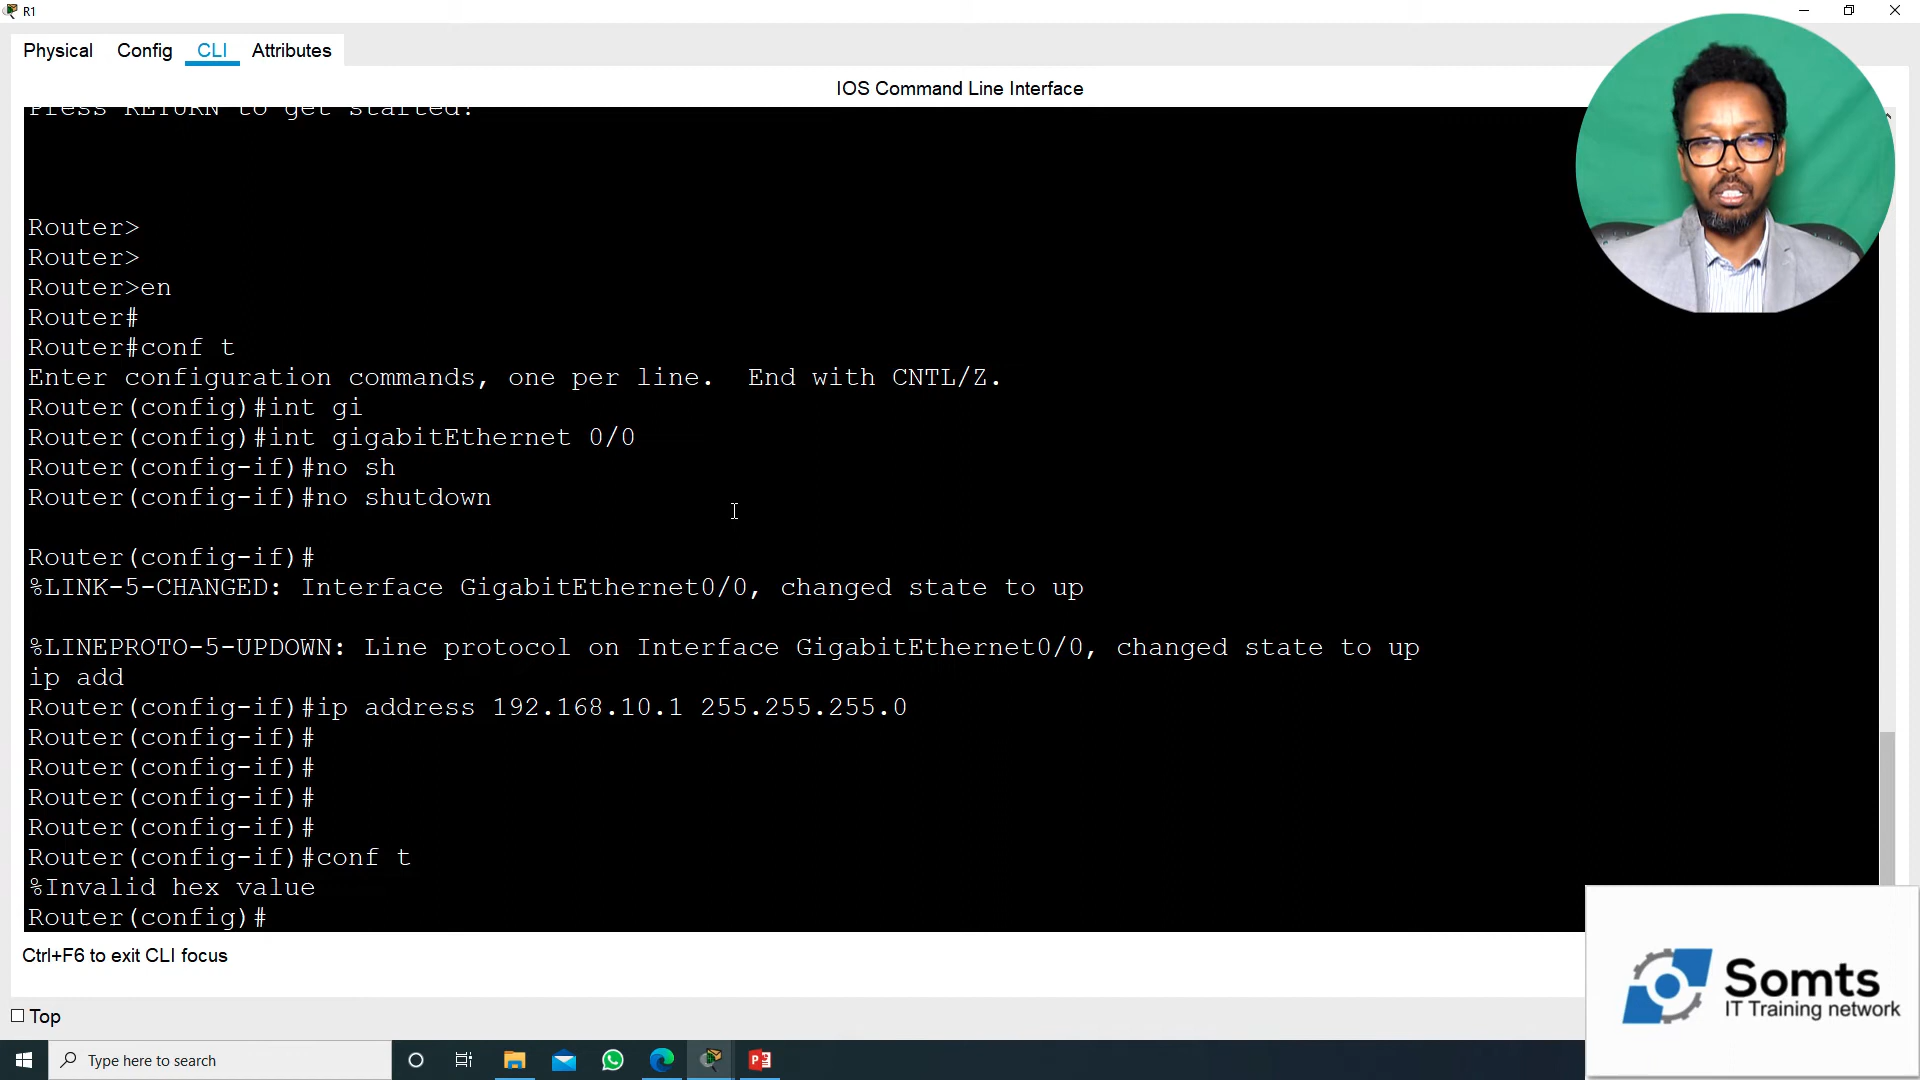 R1
Physical Config CLI Attributes
IOS Command Line Interface
Press RETURN to get started!
Router>
Router>
Router>en
Router#
Router#conf t
Enter configuration commands, one per line.  End with CNTL/Z.
Router(config)#int gi
Router(config)#int gigabitEthernet 0/0
Router(config-if)#no sh
Router(config-if)#no shutdown
Router(config-if)#
%LINK-5-CHANGED: Interface GigabitEthernet0/0, changed state to up
%LINEPROTO-5-UPDOWN: Line protocol on Interface GigabitEthernet0/0, changed state to up
ip add
Router(config-if)#ip address 192.168.10.1 255.255.255.0
Router(config-if)#
Router(config-if)#
Router(config-if)#
Router(config-if)#
Router(config-if)#conf t
%Invalid hex value
Router(config)#
Ctrl+F6 to exit CLI focus
Somts
IT Training network
Top
Type here to search